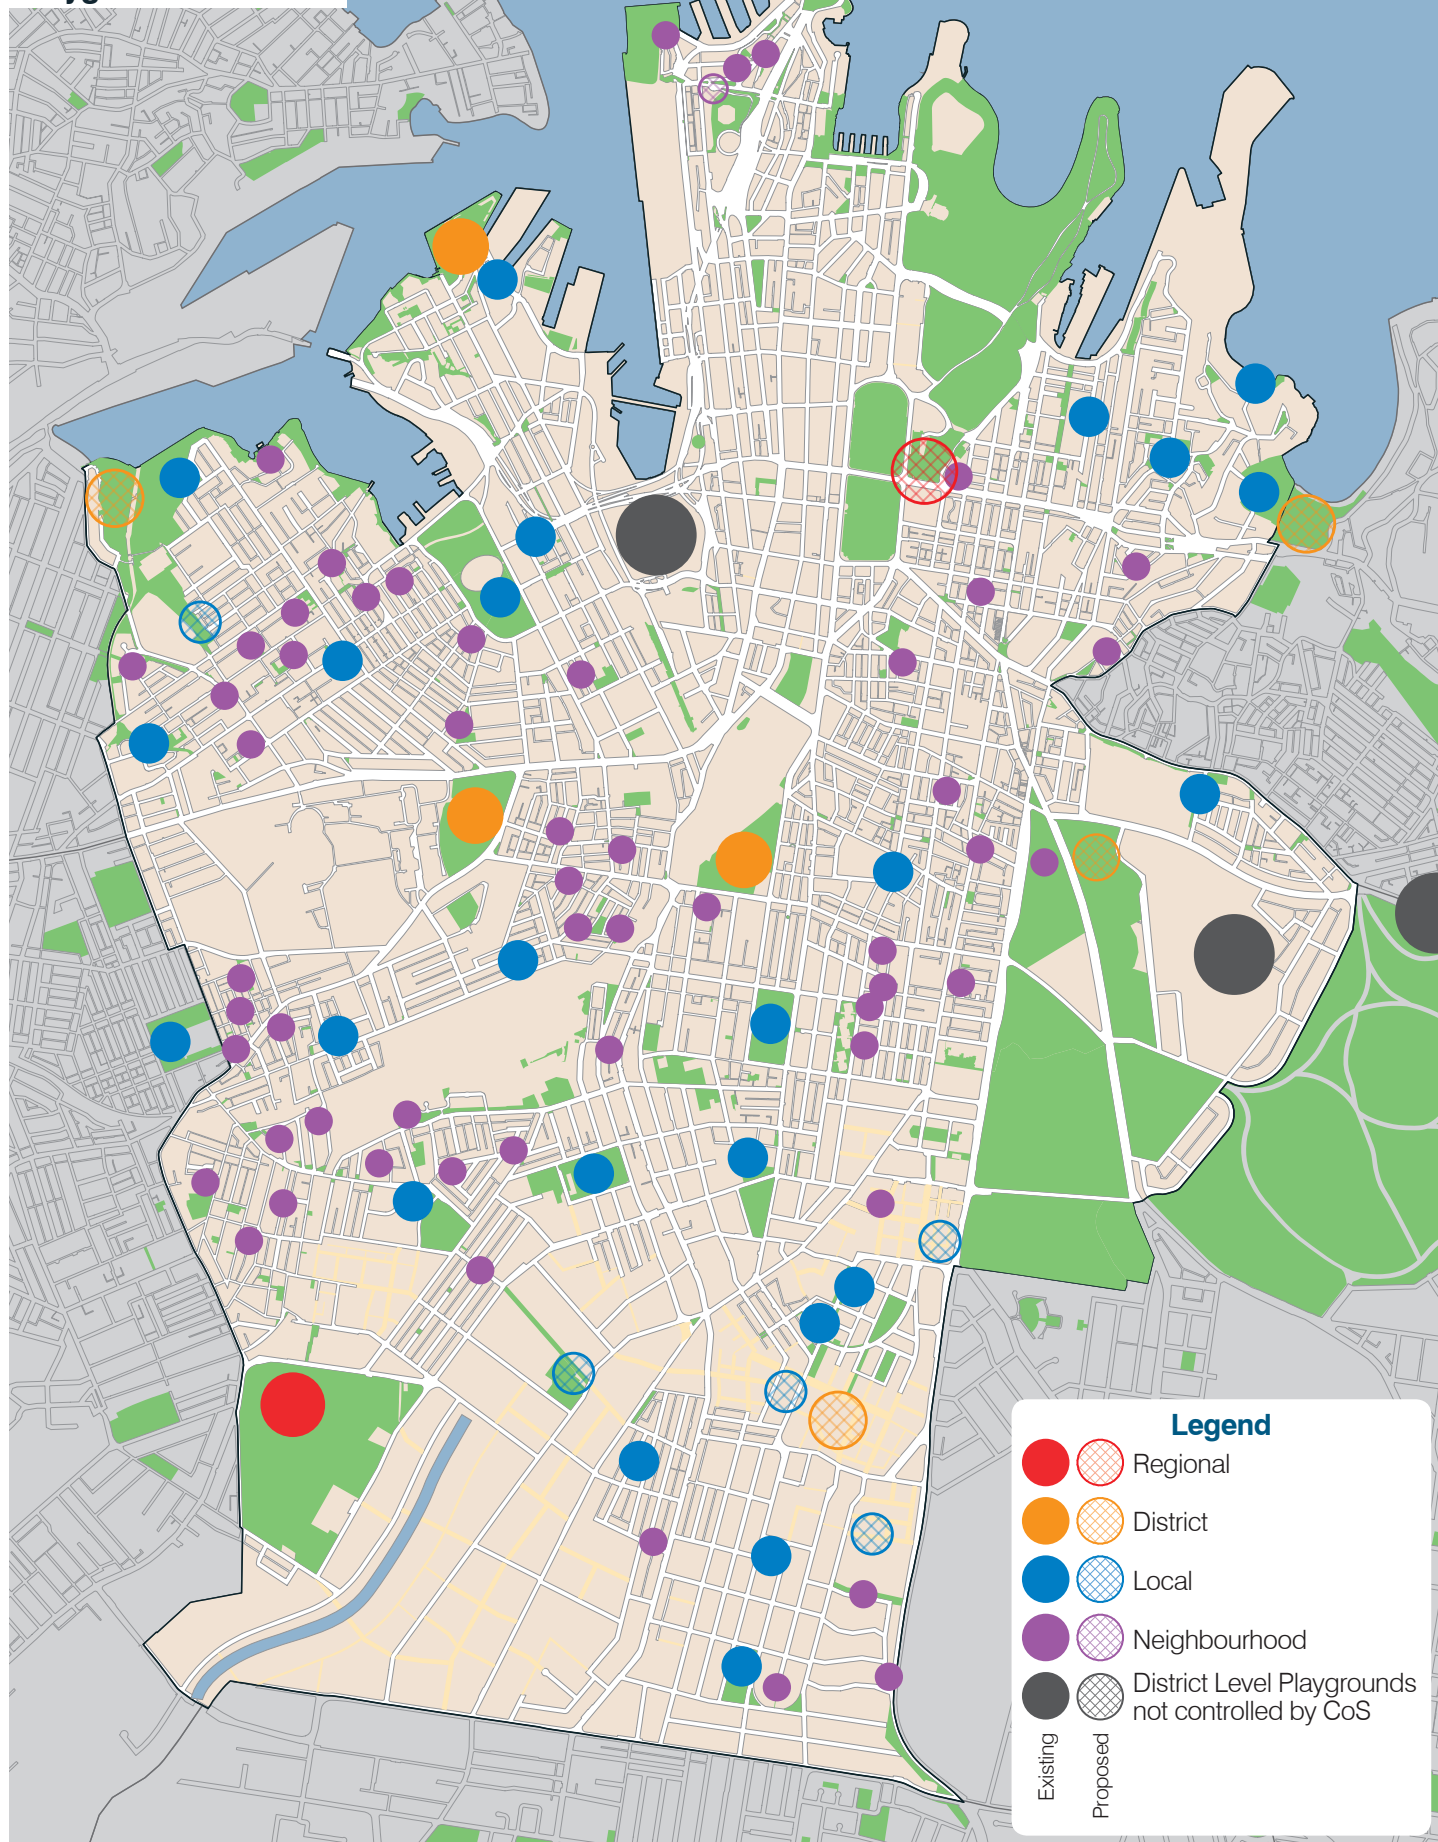 Legend
Regional
District
Local
Neighbourhood
District Level Playgrounds
not controlled by CoS
Existing
Proposed